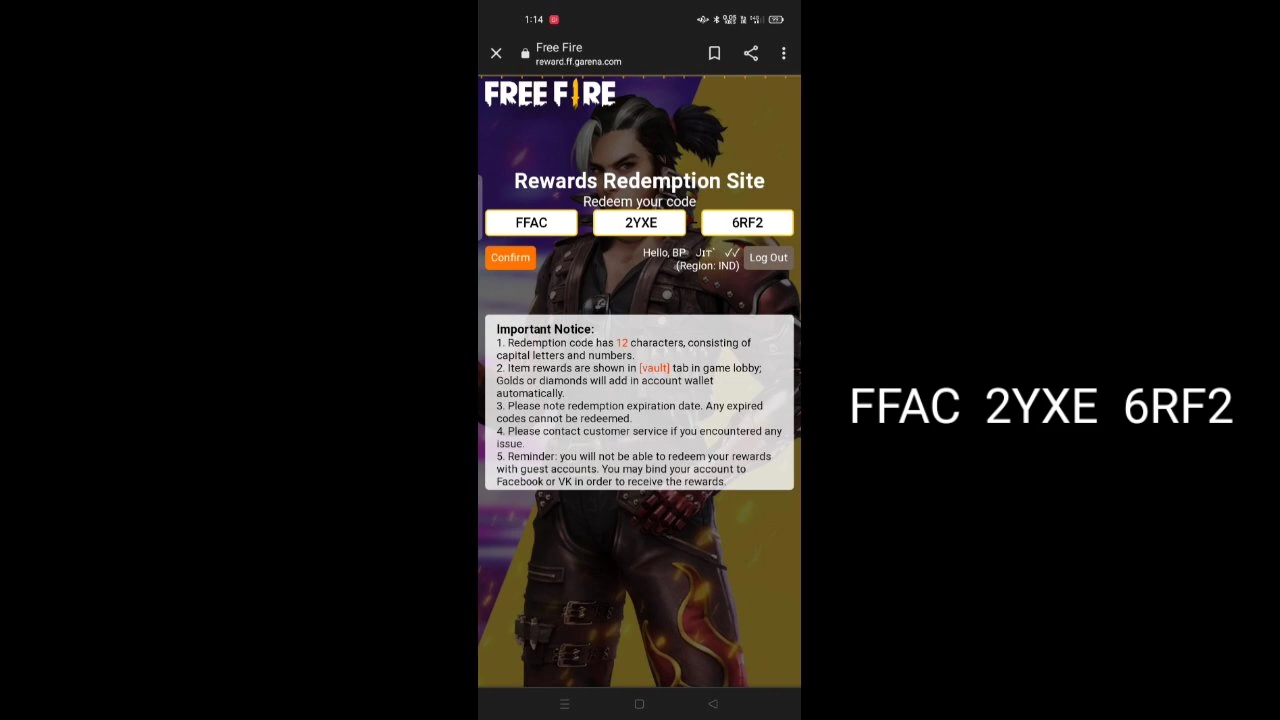 1:14
Free Fire
reward.ff.garena.com
FREE FIRE
Rewards Redemption Site
Redeem your code
FFAC 2YXE 6RF2
Confirm
Hello, BP Jɪᴛ` ✓✓
(Region: IND)
Log Out
Important Notice:
1. Redemption code has 12 characters, consisting of
capital letters and numbers.
2. Item rewards are shown in [vault] tab in game lobby;
Golds or diamonds will add in account wallet
automatically.
3. Please note redemption expiration date. Any expired
codes cannot be redeemed.
4. Please contact customer service if you encountered any
issue.
5. Reminder: you will not be able to redeem your rewards
with guest accounts. You may bind your account to
Facebook or VK in order to receive the rewards.
FFAC 2YXE 6RF2